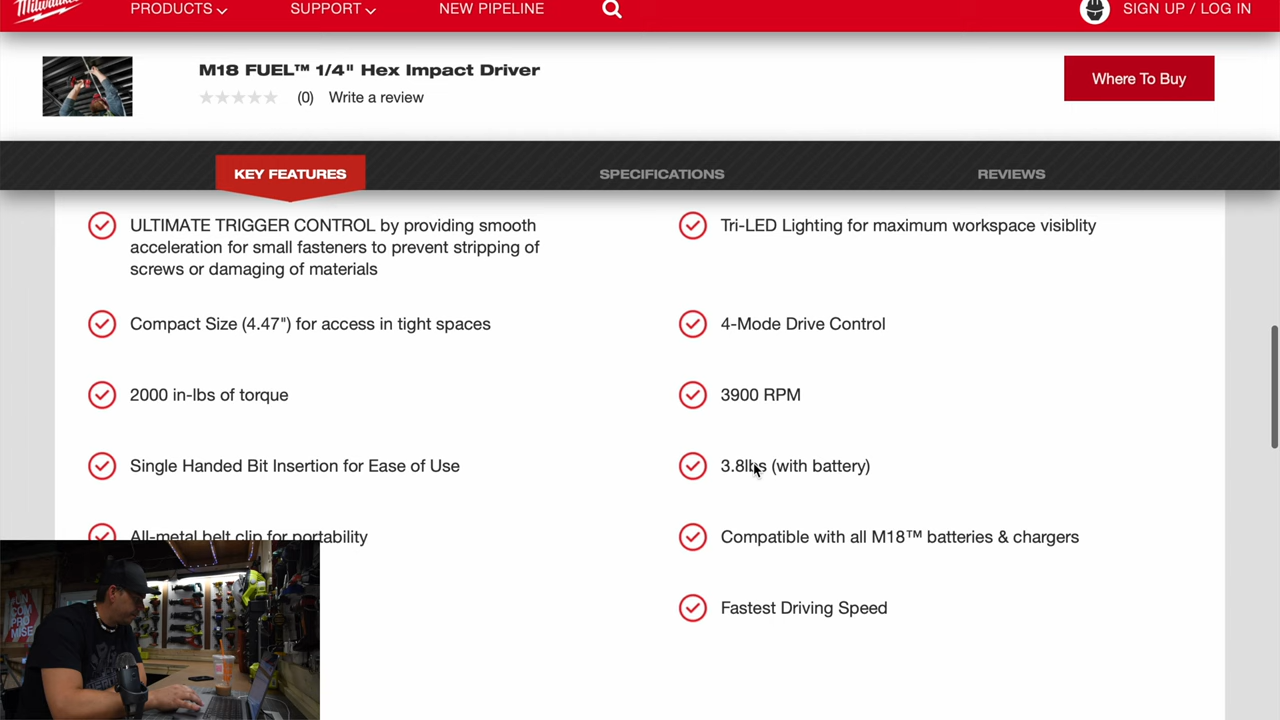 Milwaukee
PRODUCTS
SUPPORT
NEW PIPELINE
SIGN UP / LOG IN
M18 FUEL™ 1/4" Hex Impact Driver
(0) Write a review
Where To Buy
KEY FEATURES
SPECIFICATIONS
REVIEWS
ULTIMATE TRIGGER CONTROL by providing smooth
acceleration for small fasteners to prevent stripping of
screws or damaging of materials
Tri-LED Lighting for maximum workspace visiblity
Compact Size (4.47") for access in tight spaces
4-Mode Drive Control
2000 in-lbs of torque
3900 RPM
Single Handed Bit Insertion for Ease of Use
3.8lbs (with battery)
All-metal belt clip for portability
Compatible with all M18™ batteries & chargers
Fastest Driving Speed